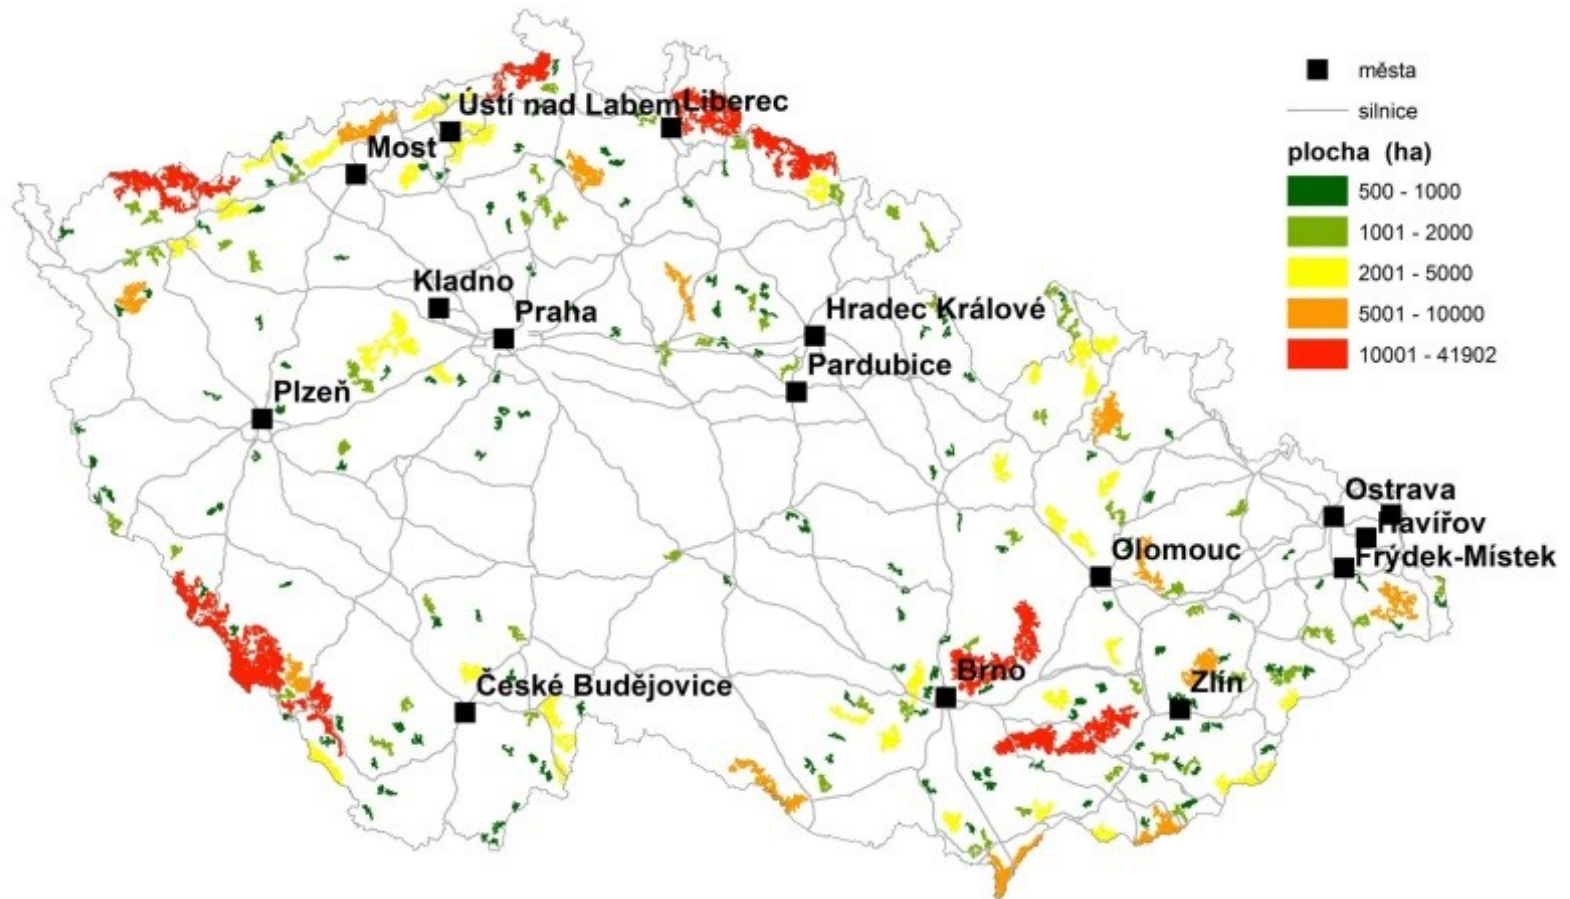 města
silnice
plocha (ha)
500 - 1000
1001 - 2000
2001 - 5000
5001 - 10000
10001 - 41902
Ústí nad Labem
Liberec
Most
Kladno
Praha
Hradec Králové
Pardubice
Plzeň
Ostrava
Havířov
Olomouc
Frýdek-Místek
Brno
Zlín
České Budějovice